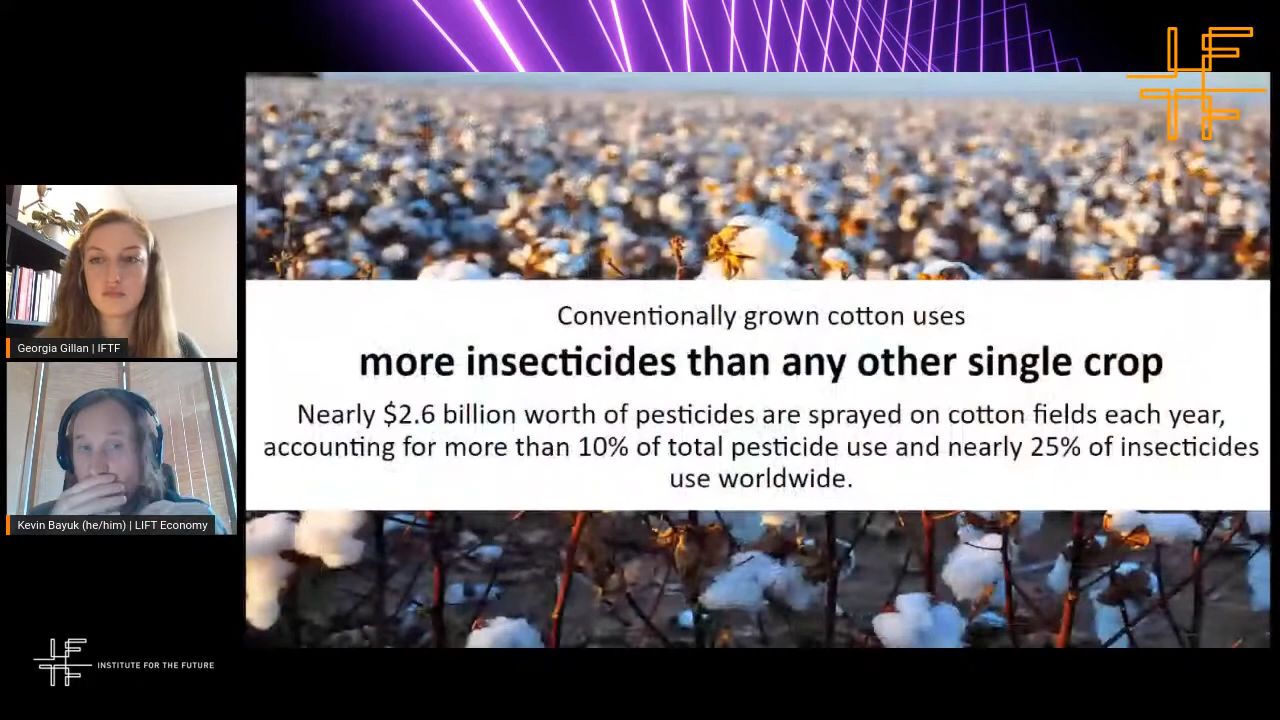 Georgia Gillan | IFTF
Kevin Bayuk (he/him) | LIFT Economy
INSTITUTE FOR THE FUTURE
Conventionally grown cotton uses
more insecticides than any other single crop
Nearly $2.6 billion worth of pesticides are sprayed on cotton fields each year,
accounting for more than 10% of total pesticide use and nearly 25% of insecticides
use worldwide.
IFTF